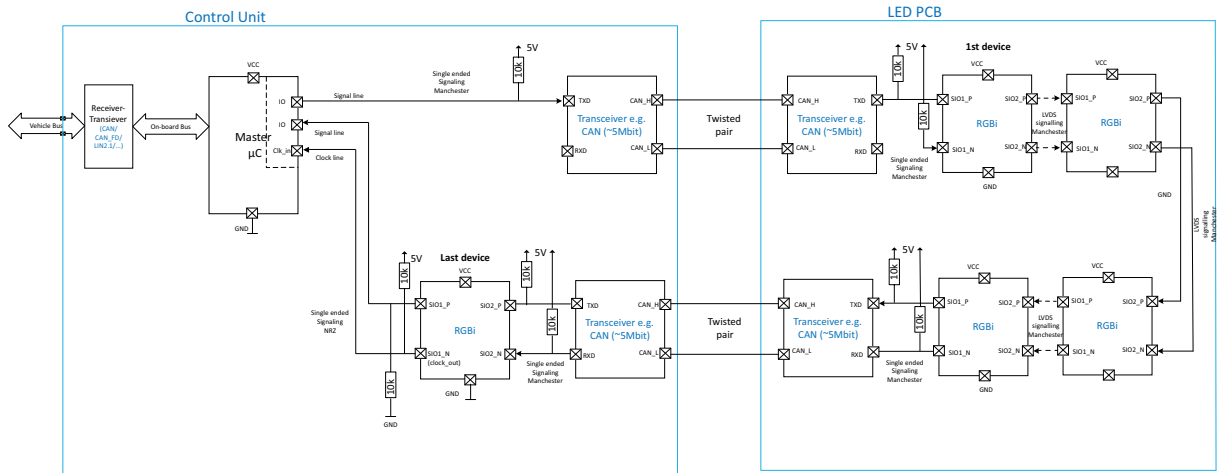 Control Unit
LED PCB
Vehicle Bus
Receiver-
Transiever
(CAN/
CAN_FD/
LIN2.1/...)
On-board Bus
VCC
IO
IO
Clk_in
Master
µC
GND
Signal line
Signal line
Clock line
Single ended
Signaling
Manchester
5V
10k
TXD
CAN_H
Transceiver e.g.
CAN (~5Mbit)
RXD
CAN_L
Twisted
pair
CAN_H
TXD
Transceiver e.g.
CAN (~5Mbit)
CAN_L
RXD
5V
10k
10k
Single ended
Signaling
Manchester
1st device
VCC
SIO1_P
SIO2_P
RGBi
SIO1_N
SIO2_N
GND
LVDS
signalling
Manchester
VCC
SIO1_P
SIO2_P
RGBi
SIO1_N
SIO2_N
GND
LVDS
signalling
Manchester
Last device
5V
10k
VCC
SIO1_P
SIO2_P
RGBi
SIO1_N
(clock_out)
SIO2_N
GND
Single ended
Signaling
NRZ
10k
GND
5V
10k
10k
Single ended
Signaling
Manchester
TXD
CAN_H
Transceiver e.g.
CAN (~5Mbit)
RXD
CAN_L
Twisted
pair
CAN_H
TXD
Transceiver e.g.
CAN (~5Mbit)
CAN_L
RXD
5V
10k
10k
Single ended
Signaling
Manchester
VCC
SIO1_P
SIO2_P
RGBi
SIO1_N
SIO2_N
LVDS
signalling
Manchester
VCC
SIO1_P
SIO2_P
RGBi
SIO1_N
SIO2_N